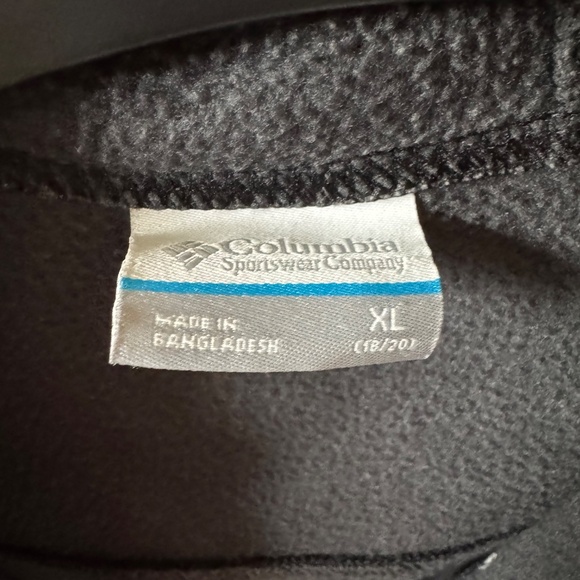 Columbia
Sportswear Company
XL
MADE IN
BANGLADESH
(18/20)